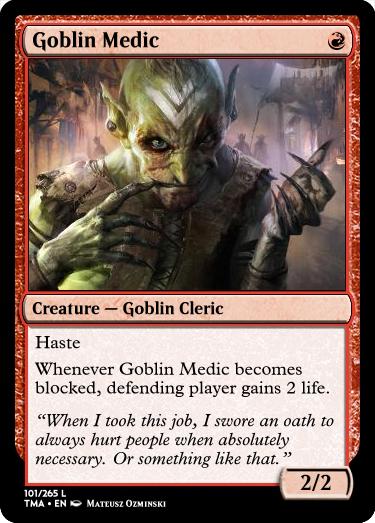 Goblin Medic
Creature — Goblin Cleric
Haste
Whenever Goblin Medic becomes
blocked, defending player gains 2 life.
“When I took this job, I swore an oath to
always hurt people when absolutely
necessary. Or something like that.”
2/2
101/265 L
TMA • EN Mateusz Ozminski